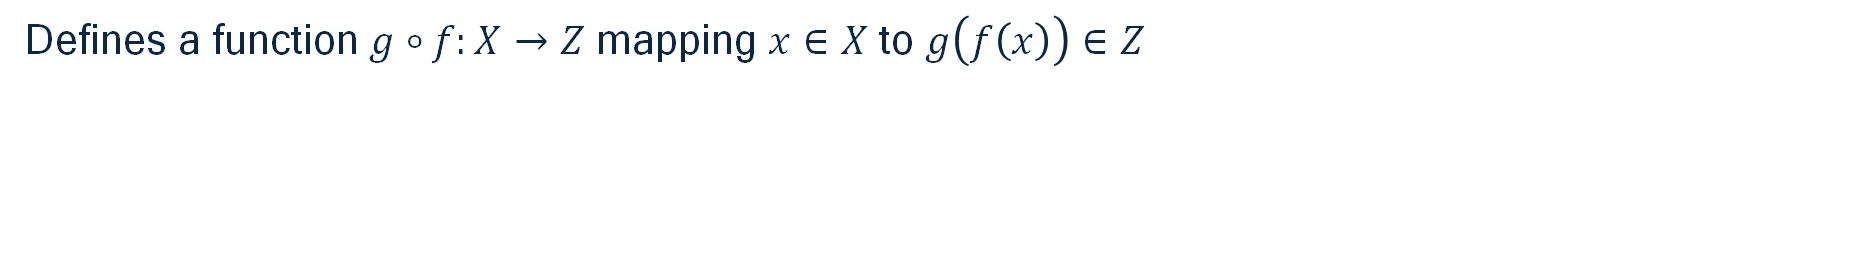 Defines a function g ∘ f: X → Z mapping x ∈ X to g(f(x)) ∈ Z